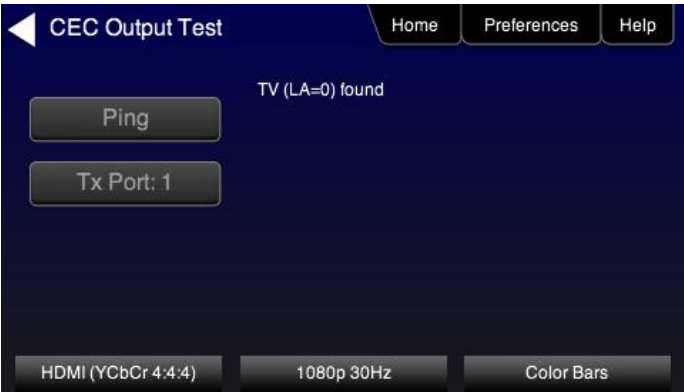 CEC Output Test
Home
Preferences
Help
TV (LA=0) found
Ping
Tx Port: 1
HDMI (YCbCr 4:4:4)
1080p 30Hz
Color Bars